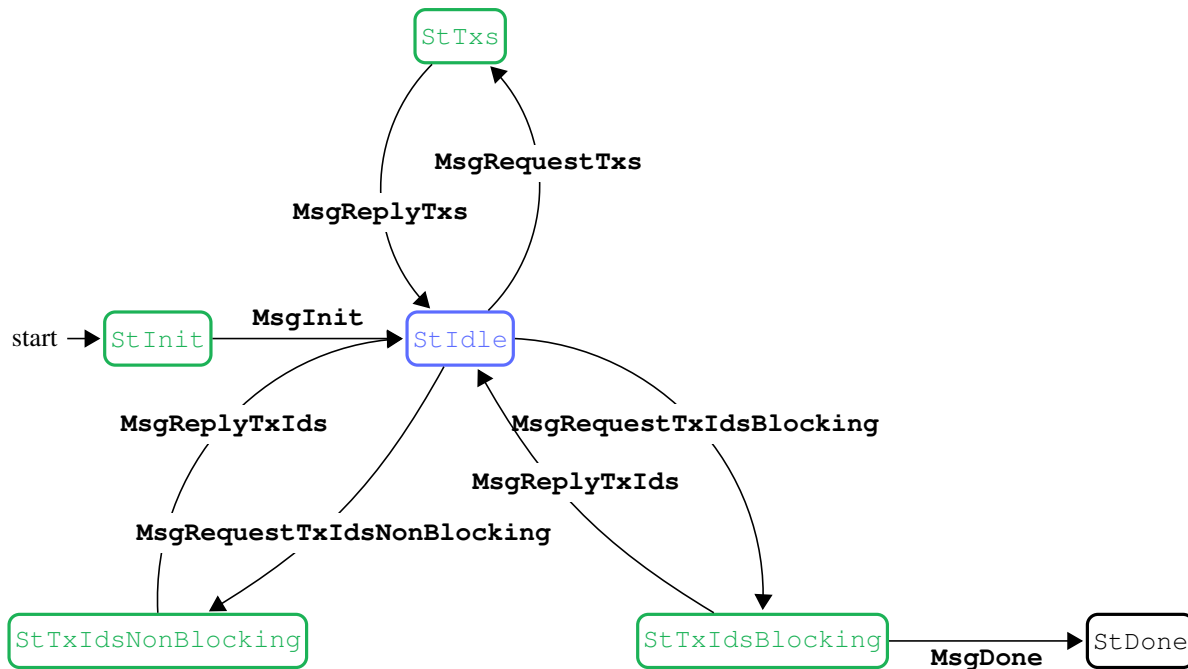 StTxs
MsgRequestTxs
MsgReplyTxs
start
StInit
MsgInit
StIdle
MsgReplyTxIds
MsgRequestTxIdsBlocking
MsgReplyTxIds
MsgRequestTxIdsNonBlocking
StTxIdsNonBlocking
StTxIdsBlocking
MsgDone
StDone